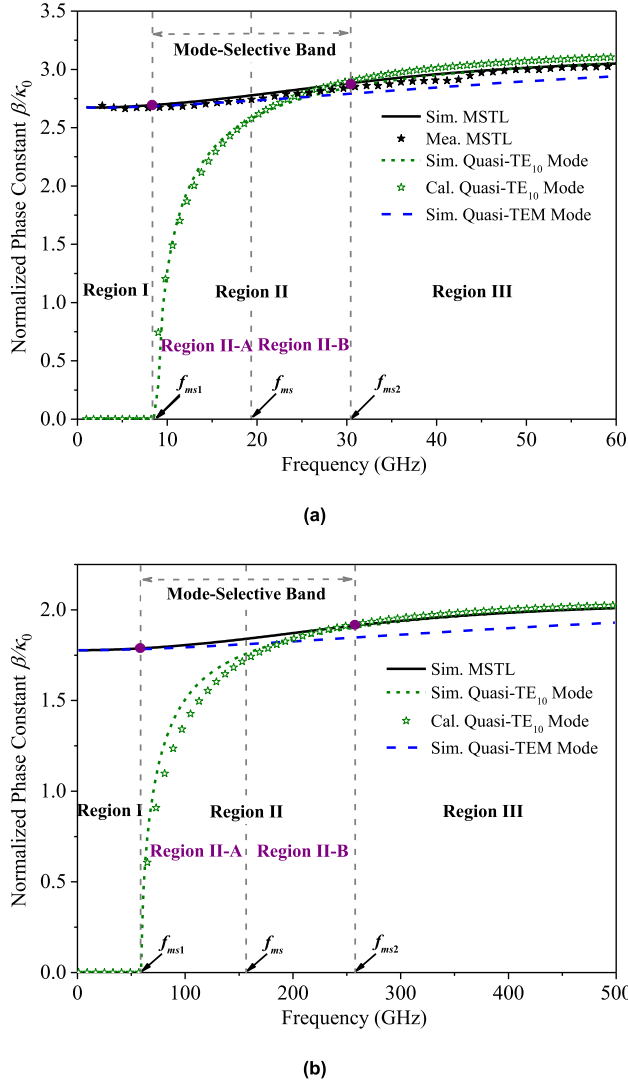 3.5
3.0
2.5
2.0
1.5
1.0
0.5
0.0
Normalized Phase Constant β/κ0
Mode-Selective Band
Sim. MSTL
Mea. MSTL
Sim. Quasi-TE10 Mode
Cal. Quasi-TE10 Mode
Sim. Quasi-TEM Mode
Region I
Region II
Region III
Region II-A
Region II-B
fms1
fms
fms2
0 10 20 30 40 50 60
Frequency (GHz)
(a)
2.0
1.5
1.0
0.5
0.0
Normalized Phase Constant β/κ0
Mode-Selective Band
Sim. MSTL
Sim. Quasi-TE10 Mode
Cal. Quasi-TE10 Mode
Sim. Quasi-TEM Mode
Region I
Region II
Region III
Region II-A
Region II-B
fms1
fms
fms2
0 100 200 300 400 500
Frequency (GHz)
(b)